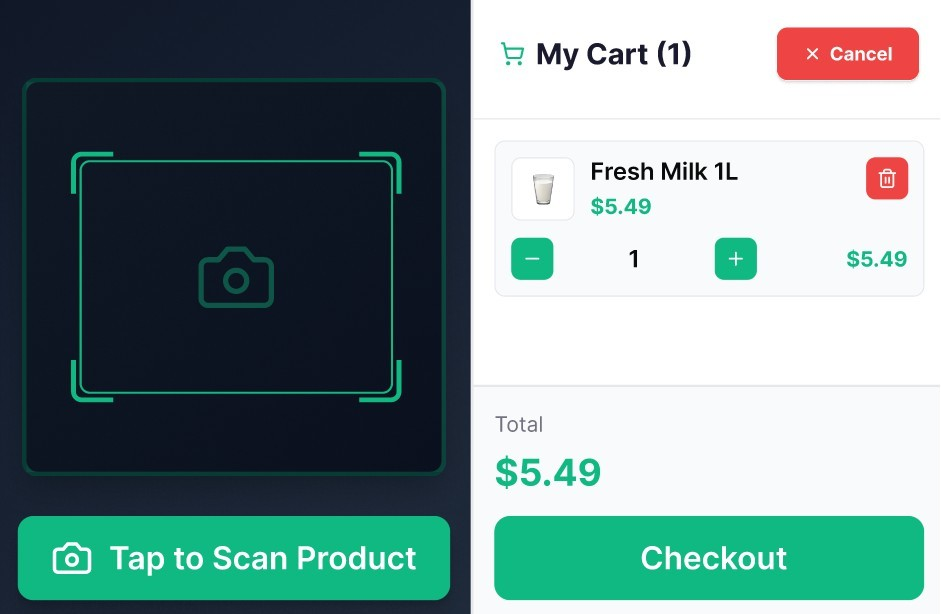 Tap to Scan Product
My Cart (1)
Cancel
Fresh Milk 1L
$5.49
1
$5.49
Total
$5.49
Checkout